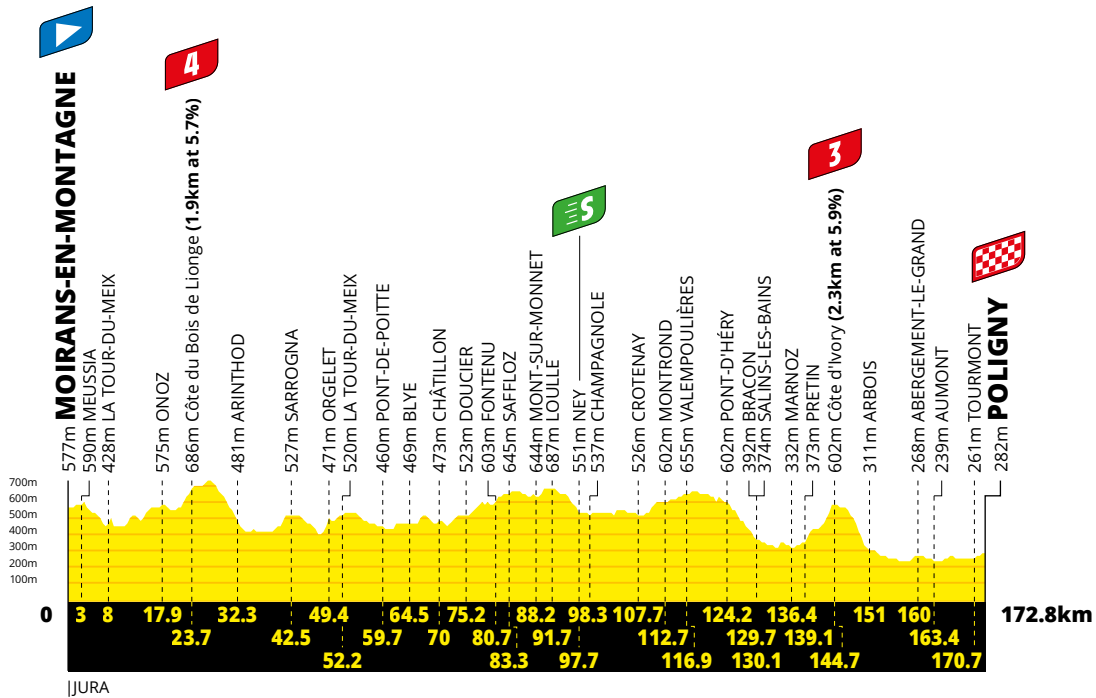 4
3
S
577m MOIRANS-EN-MONTAGNE
590m MEUSSIA
428m LA TOUR-DU-MEIX
575m ONOZ
686m Côte du Bois de Lionge (1.9km at 5.7%)
481m ARINTHOD
527m SARROGNA
471m ORGELET
520m LA TOUR-DU-MEIX
460m PONT-DE-POITTE
469m BLYE
473m CHÂTILLON
523m DOUCIER
603m FONTENU
645m SAFFLOZ
644m MONT-SUR-MONNET
687m LOULLE
551m NEY
537m CHAMPAGNOLE
526m CROTENAY
602m MONTROND
655m VALEMPOULIÈRES
602m PONT-D'HÉRY
392m BRACON
374m SALINS-LES-BAINS
332m MARNOZ
373m PRETIN
602m Côte d'Ivory (2.3km at 5.9%)
311m ARBOIS
268m ABERGEMENT-LE-GRAND
239m AUMONT
261m TOURMONT
282m POLIGNY
700m
600m
500m
400m
300m
200m
100m
0 3 8 17.9 32.3 49.4 64.5 75.2 88.2 98.3 107.7 124.2 136.4 151 160 172.8km
23.7 42.5 59.7 70 80.7 91.7 112.7 129.7 139.1 163.4
52.2 83.3 97.7 116.9 130.1 144.7 170.7
|JURA